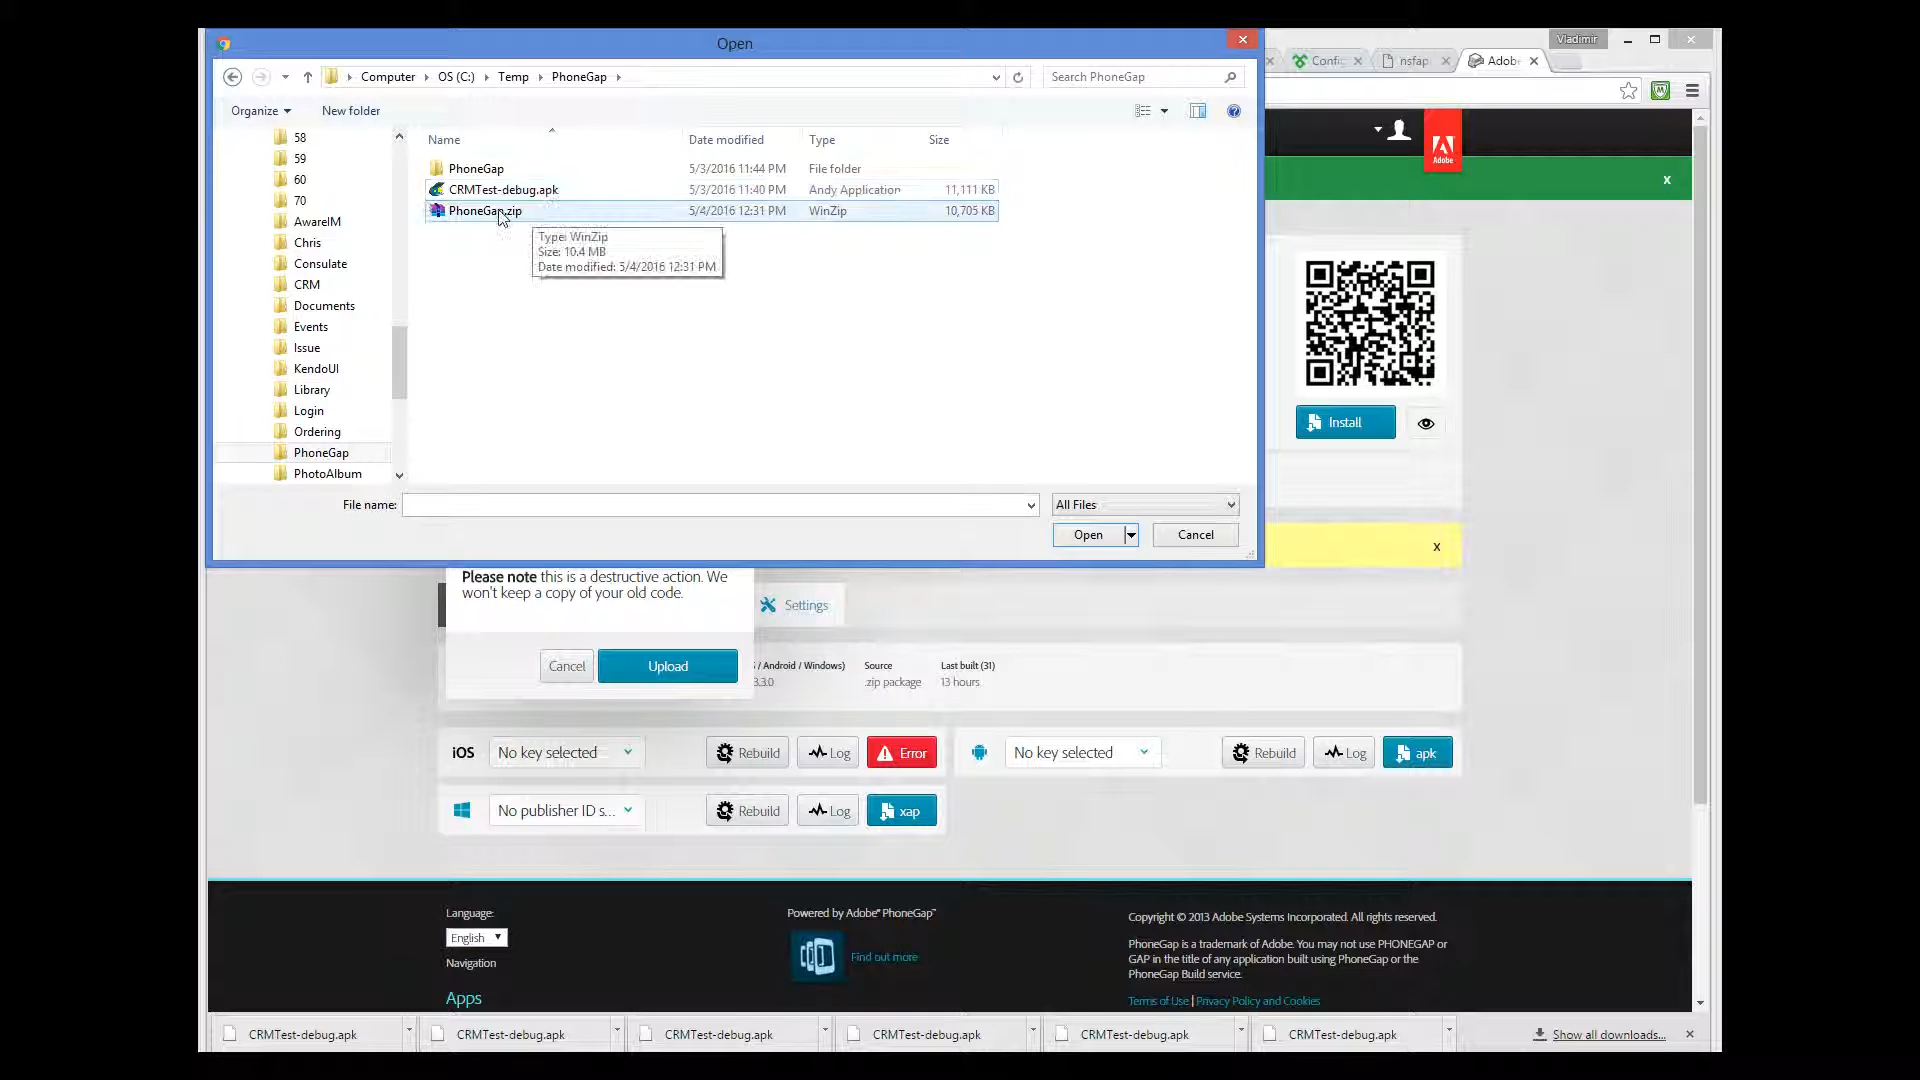 Open
Vladimir
Computer OS (C:) Temp PhoneGap
Search PhoneGap
Config
nsfap
Adobe
Organize
New folder
Name
Date modified
Type
Size
58
59
60
70
AwareIM
Chris
Consulate
CRM
Documents
Events
Issue
KendoUI
Library
Login
Ordering
PhoneGap
PhotoAlbum
PhoneGap 5/3/2016 11:44 PM File folder
CRMTest-debug.apk 5/3/2016 11:40 PM Andy Application 11,111 KB
PhoneGap.zip 5/4/2016 12:31 PM WinZip 10,705 KB
Type: WinZip
Size: 10.4 MB
Date modified: 5/4/2016 12:31 PM
File name:
All Files
Open
Cancel
Adobe
x
Install
x
Please note this is a destructive action. We
won't keep a copy of your old code.
Cancel
Upload
Settings
/ Android / Windows)
3.3.0
Source
.zip package
Last built (31)
13 hours
iOS No key selected Rebuild Log Error
No key selected Rebuild Log apk
No publisher ID s... Rebuild Log xap
Language:
English
Navigation
Apps
Powered by Adobe® PhoneGap™
Find out more
Copyright © 2013 Adobe Systems Incorporated. All rights reserved.
PhoneGap is a trademark of Adobe. You may not use PHONEGAP or
GAP in the title of any application built using PhoneGap or the
PhoneGap Build service.
Terms of Use | Privacy Policy and Cookies
CRMTest-debug.apk
CRMTest-debug.apk
CRMTest-debug.apk
CRMTest-debug.apk
CRMTest-debug.apk
CRMTest-debug.apk
Show all downloads...